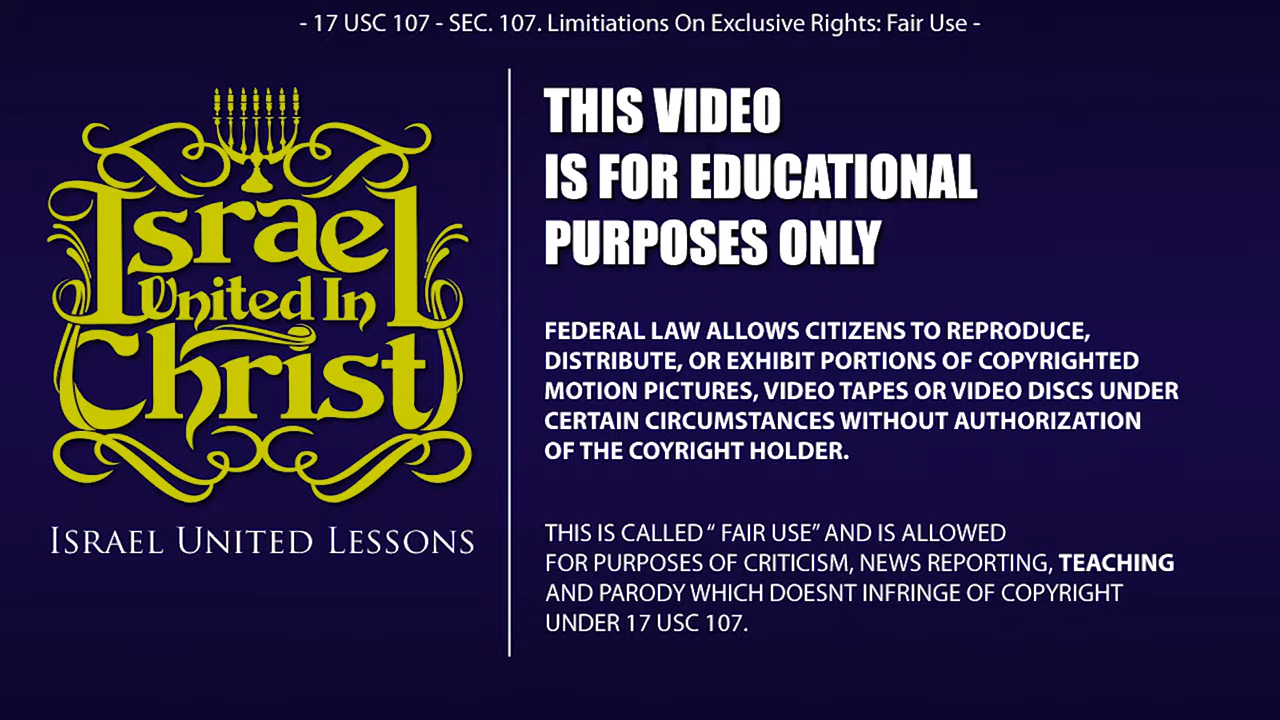 - 17 USC 107 - SEC. 107. Limitiations On Exclusive Rights: Fair Use -
Israel
United In
Christ
ISRAEL UNITED LESSONS
THIS VIDEO
IS FOR EDUCATIONAL
PURPOSES ONLY
FEDERAL LAW ALLOWS CITIZENS TO REPRODUCE,
DISTRIBUTE, OR EXHIBIT PORTIONS OF COPYRIGHTED
MOTION PICTURES, VIDEO TAPES OR VIDEO DISCS UNDER
CERTAIN CIRCUMSTANCES WITHOUT AUTHORIZATION
OF THE COYRIGHT HOLDER.
THIS IS CALLED “ FAIR USE” AND IS ALLOWED
FOR PURPOSES OF CRITICISM, NEWS REPORTING, TEACHING
AND PARODY WHICH DOESNT INFRINGE OF COPYRIGHT
UNDER 17 USC 107.